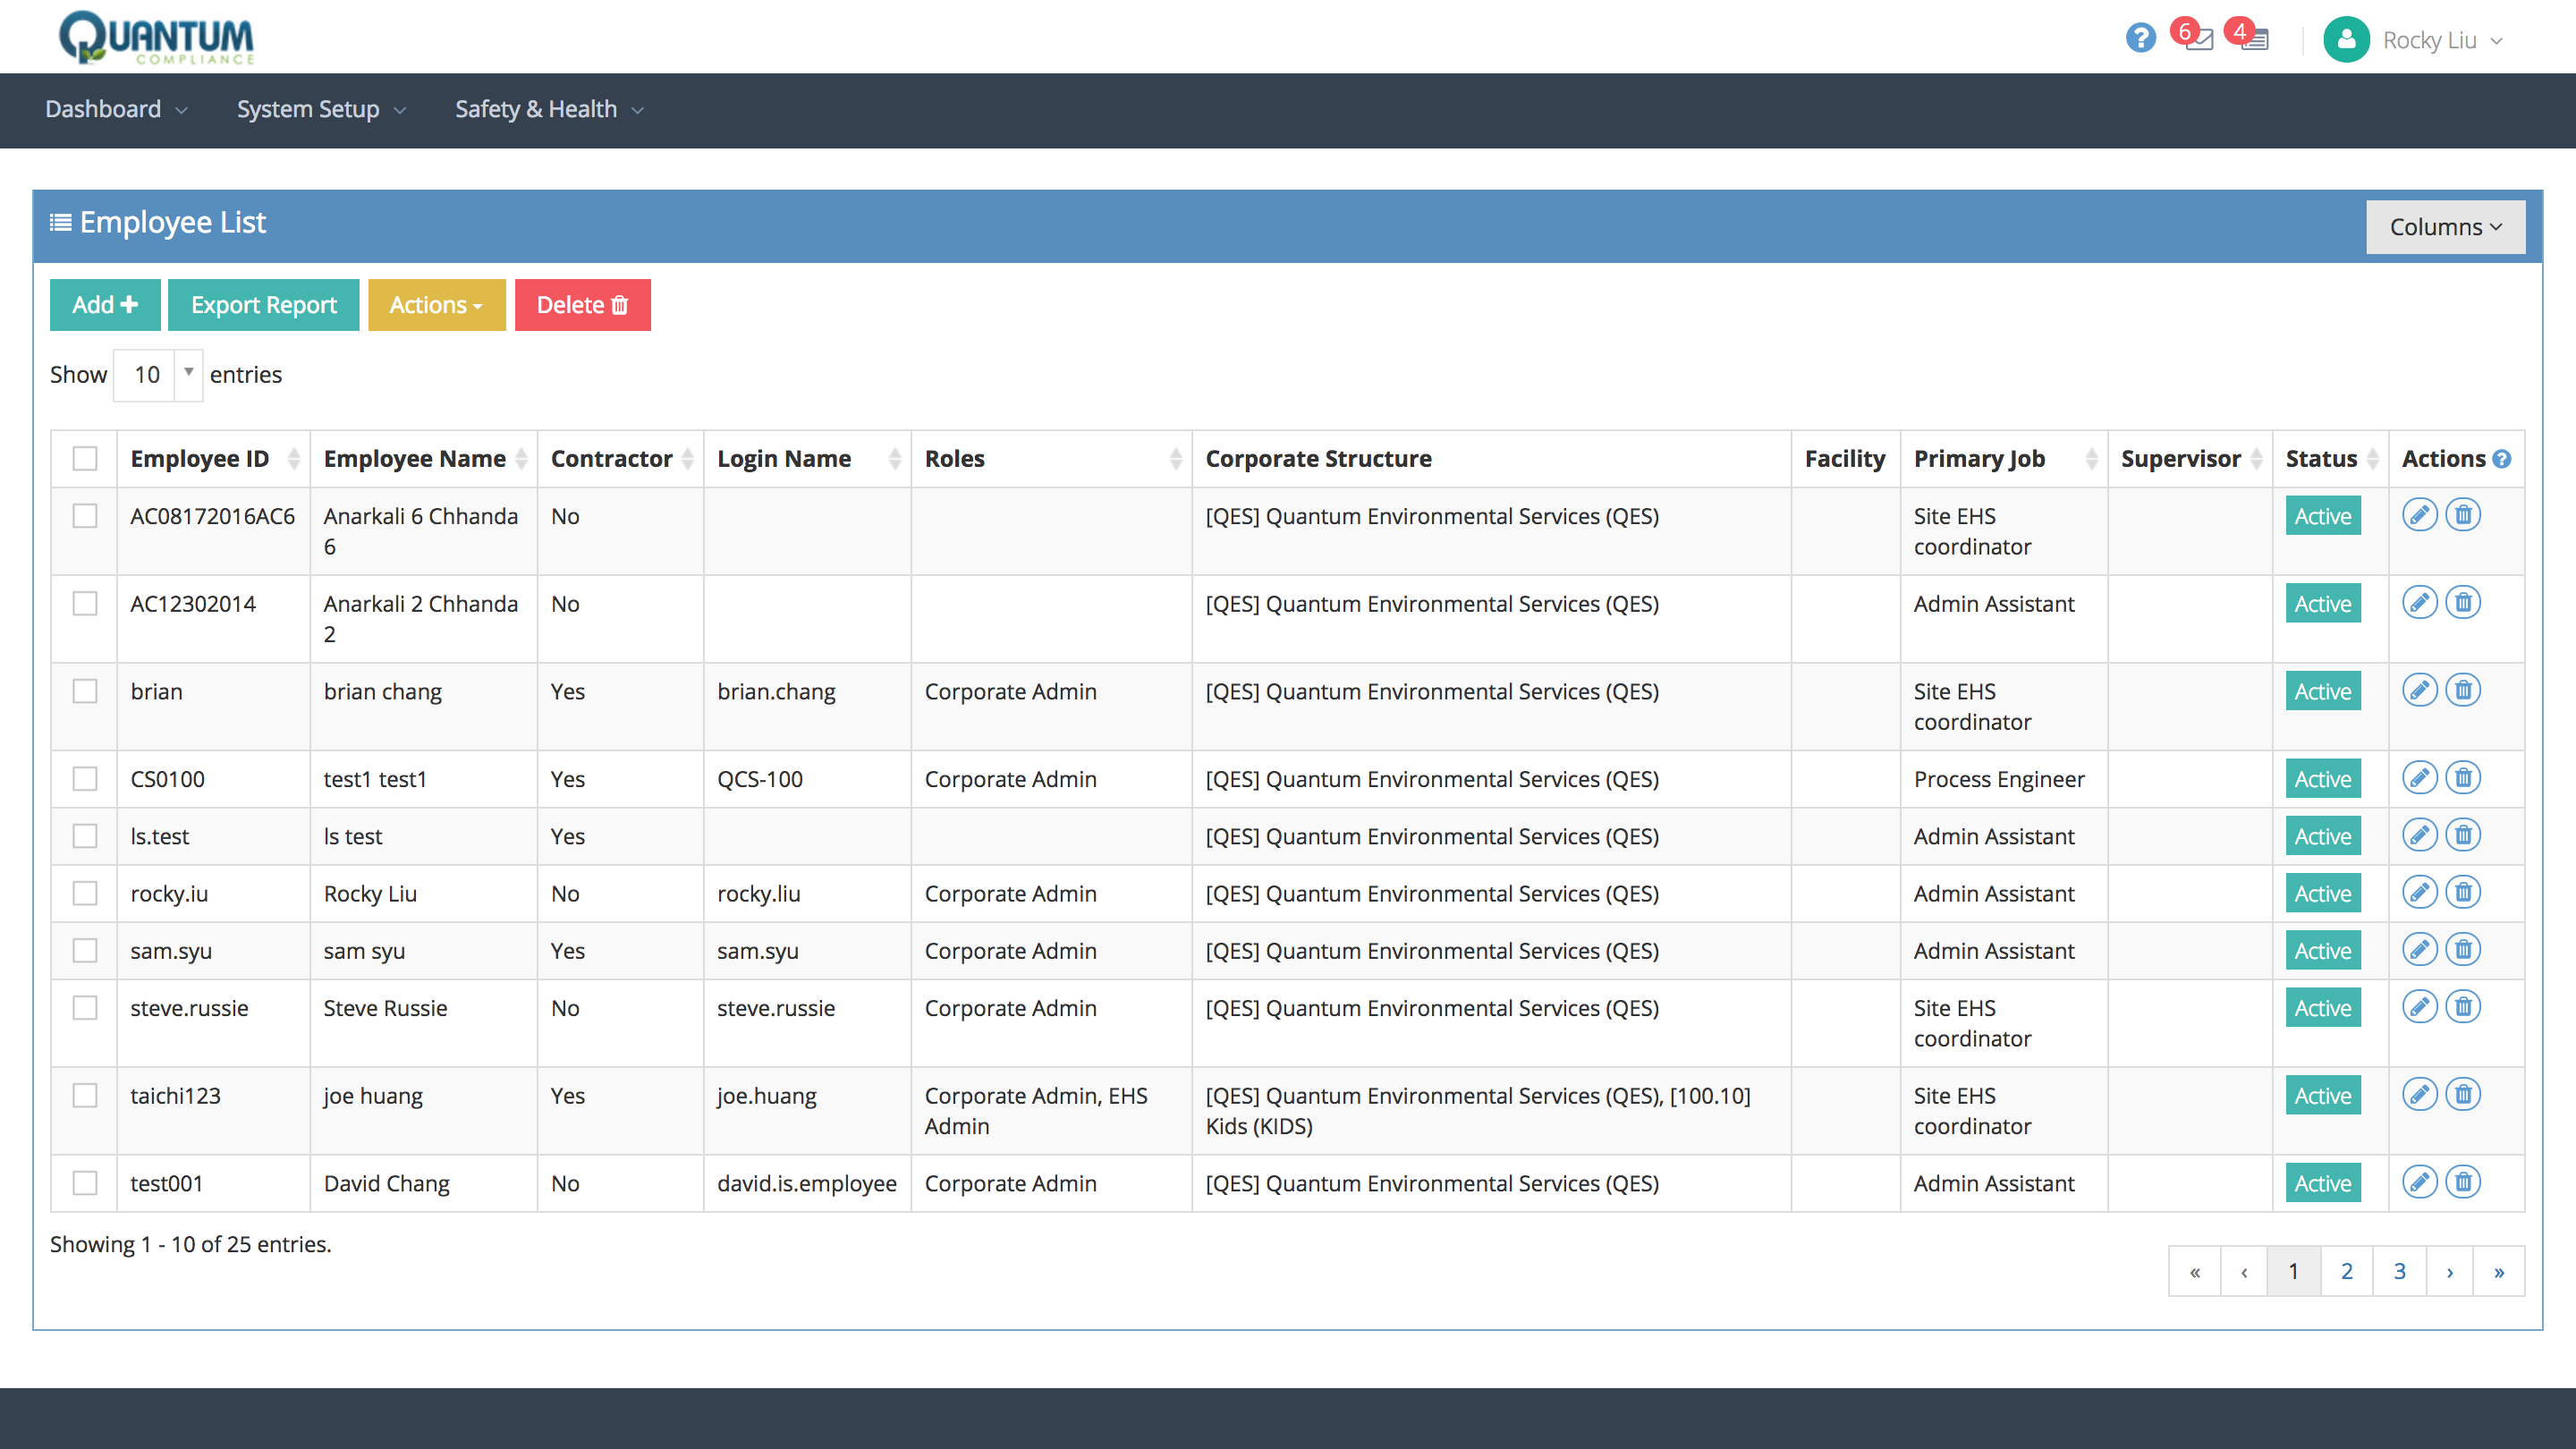 QUANTUM
COMPLIANCE
? 6 4 Rocky Liu
Dashboard System Setup Safety & Health
Employee List Columns
Add Export Report Actions Delete
Show 10 entries
Employee ID Employee Name Contractor Login Name Roles Corporate Structure Facility Primary Job Supervisor Status Actions ?
AC08172016AC6 Anarkali 6 Chhanda No [QES] Quantum Environmental Services (QES) Site EHS Active
6 coordinator
AC12302014 Anarkali 2 Chhanda No [QES] Quantum Environmental Services (QES) Admin Assistant Active
2
brian brian chang Yes brian.chang Corporate Admin [QES] Quantum Environmental Services (QES) Site EHS Active
coordinator
CS0100 test1 test1 Yes QCS-100 Corporate Admin [QES] Quantum Environmental Services (QES) Process Engineer Active
ls.test ls test Yes [QES] Quantum Environmental Services (QES) Admin Assistant Active
rocky.iu Rocky Liu No rocky.liu Corporate Admin [QES] Quantum Environmental Services (QES) Admin Assistant Active
sam.syu sam syu Yes sam.syu Corporate Admin [QES] Quantum Environmental Services (QES) Admin Assistant Active
steve.russie Steve Russie No steve.russie Corporate Admin [QES] Quantum Environmental Services (QES) Site EHS Active
coordinator
taichi123 joe huang Yes joe.huang Corporate Admin, EHS [QES] Quantum Environmental Services (QES), [100.10] Site EHS Active
Admin Kids (KIDS) coordinator
test001 David Chang No david.is.employee Corporate Admin [QES] Quantum Environmental Services (QES) Admin Assistant Active
Showing 1 - 10 of 25 entries.
« ‹ 1 2 3 › »